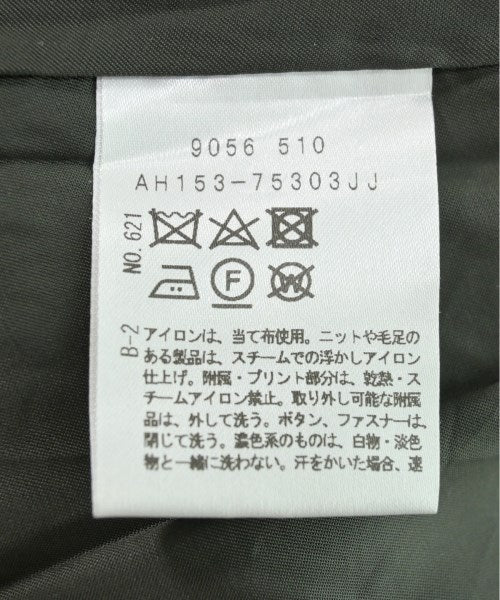 9056 510
AH153-75303JJ
NO.621
F
W
B-2
アイロンは、当て布使用。ニットや毛足の
ある製品は、スチームでの浮かしアイロン
仕上げ。附属・プリント部分は、乾熱・ス
チームアイロン禁止。取り外し可能な附属
品は、外して洗う。ボタン、ファスナーは、
閉じて洗う。濃色系のものは、白物・淡色
物と一緒に洗わない。汗をかいた場合、速